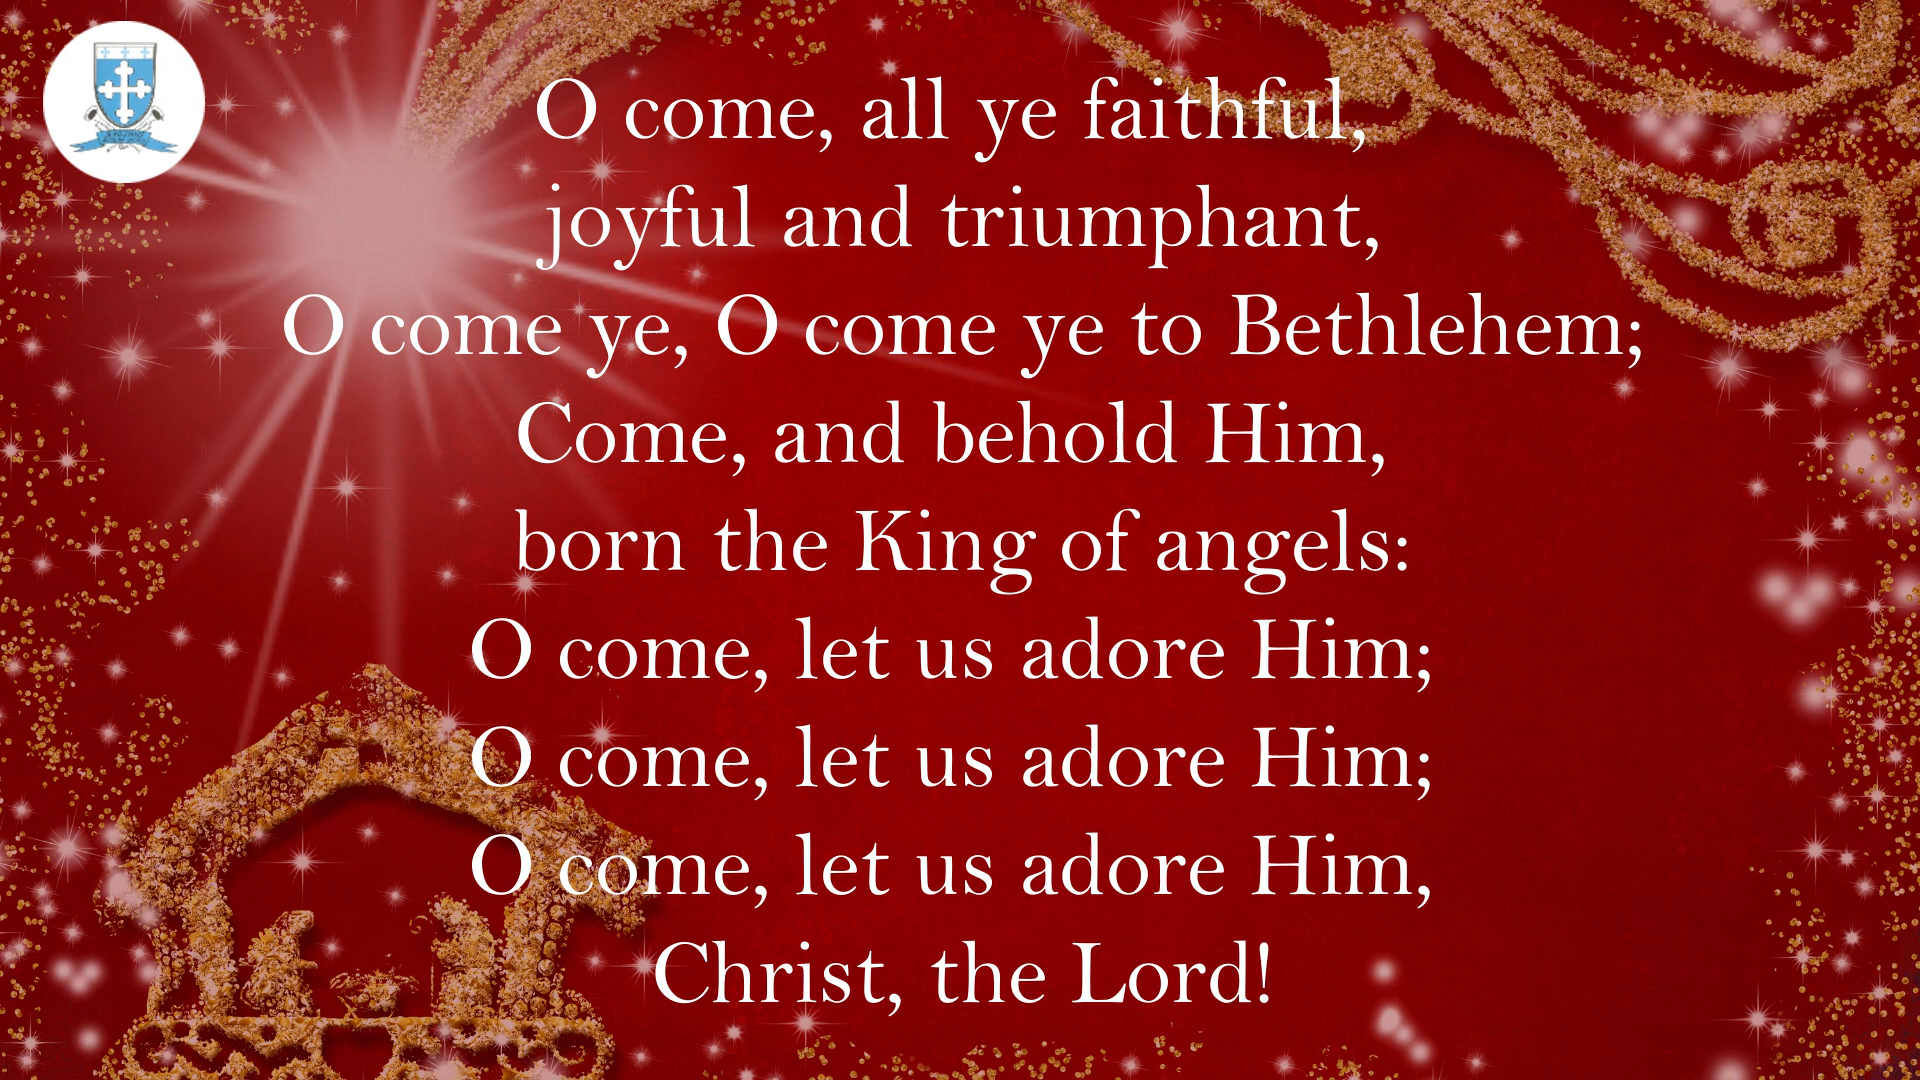 O come, all ye faithful,
joyful and triumphant,
O come ye, O come ye to Bethlehem;
Come, and behold Him,
born the King of angels:
O come, let us adore Him;
O come, let us adore Him;
O come, let us adore Him,
Christ, the Lord!